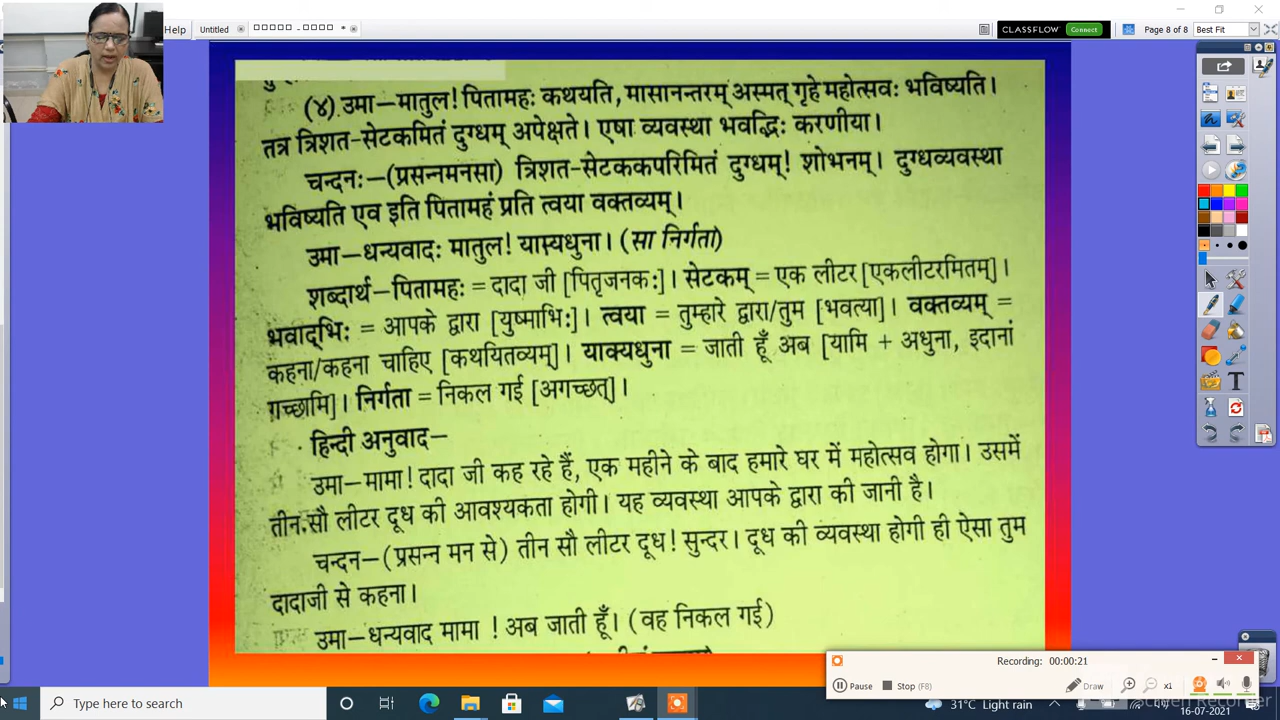 Help
Untitled
CLASSFLOW
Connect
Page 8 of 8
Best Fit
(४) उमा–मातुल! पितामहः कथयति, मासानन्तरम् अस्मत् गृहे महोत्सवः भविष्यति।
तत्र त्रिशत-सेटकमितं दुग्धम् अपेक्षते। एषा व्यवस्था भवद्भिः करणीया।
चन्दनः–(प्रसन्नमनसा) त्रिशत-सेटककपरिमितं दुग्धम्! शोभनम्। दुग्धव्यवस्था
भविष्यति एव इति पितामहं प्रति त्वया वक्तव्यम्।
उमा–धन्यवादः मातुल! याम्यधुना। (सा निर्गता)
शब्दार्थ–पितामहः = दादा जी [पितृजनकः]। सेटकम् = एक लीटर [एकलीटरमितम्]।
भवाद्भिः = आपके द्वारा [युष्माभिः]। त्वया = तुम्हारे द्वारा/तुम [भवत्या]। वक्तव्यम् =
कहना/कहना चाहिए [कथयितव्यम्]। याक्यधुना = जाती हूँ अब [यामि + अधुना, इदानां
गच्छामि]। निर्गता = निकल गई [अगच्छत्]।
हिन्दी अनुवाद–
उमा–मामा! दादा जी कह रहे हैं, एक महीने के बाद हमारे घर में महोत्सव होगा। उसमें
तीन सौ लीटर दूध की आवश्यकता होगी। यह व्यवस्था आपके द्वारा की जानी है।
चन्दन–(प्रसन्न मन से) तीन सौ लीटर दूध! सुन्दर। दूध की व्यवस्था होगी ही ऐसा तुम
दादाजी से कहना।
उमा–धन्यवाद मामा ! अब जाती हूँ। (वह निकल गई)
Recording: 00:00:21
Pause
Stop (F8)
x1
Draw
Type here to search
31°C Light rain
16-07-2021